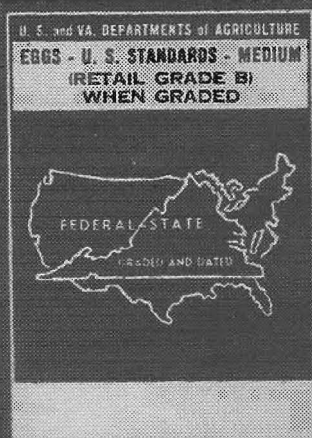 U. S. and VA. DEPARTMENTS of AGRICULTURE
EGGS - U. S. STANDARDS - MEDIUM
(RETAIL GRADE B)
WHEN GRADED
FEDERAL-STATE
GRADED AND DATED